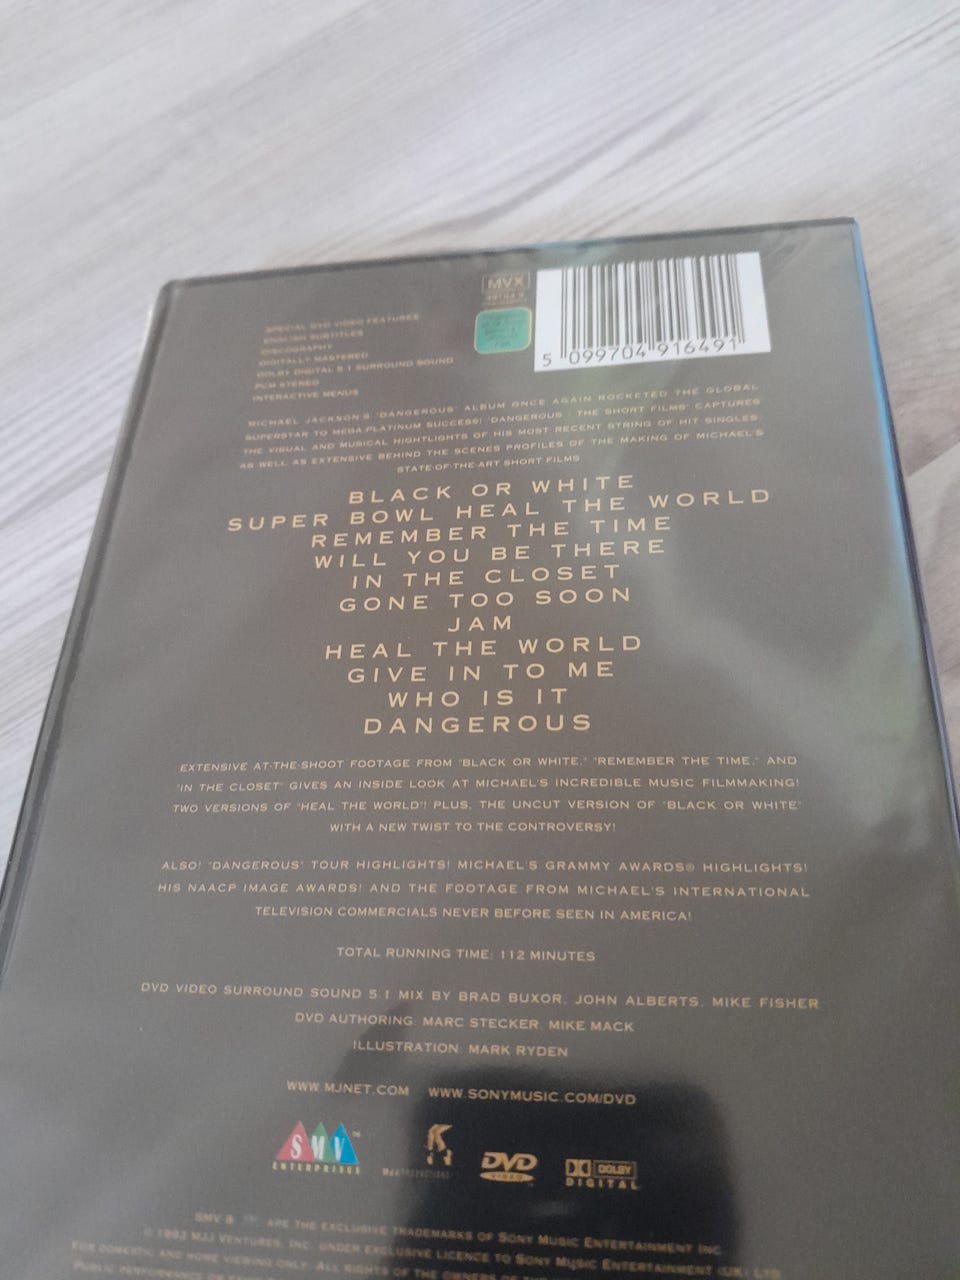 MVX
5 099704 916491
SPECIAL DVD VIDEO FEATURES
ENGLISH SUBTITLES
DISCOGRAPHY
DIGITALLY MASTERED
DOLBY DIGITAL 5.1 SURROUND SOUND
PCM STEREO
INTERACTIVE MENUS
MICHAEL JACKSON'S "DANGEROUS" ALBUM ONCE AGAIN ROCKETED THE GLOBAL
SUPERSTAR TO MEGA-PLATINUM SUCCESS! "DANGEROUS THE SHORT FILMS" CAPTURES
THE VISUAL AND MUSICAL HIGHTLIGHTS OF HIS MOST RECENT STRING OF HIT SINGLES
AS WELL AS EXTENSIVE BEHIND THE SCENES PROFILES OF THE MAKING OF MICHAEL'S
STATE-OF-THE-ART SHORT FILMS
BLACK OR WHITE
SUPER BOWL HEAL THE WORLD
REMEMBER THE TIME
WILL YOU BE THERE
IN THE CLOSET
GONE TOO SOON
JAM
HEAL THE WORLD
GIVE IN TO ME
WHO IS IT
DANGEROUS
EXTENSIVE AT-THE-SHOOT FOOTAGE FROM "BLACK OR WHITE," "REMEMBER THE TIME," AND
"IN THE CLOSET" GIVES AN INSIDE LOOK AT MICHAEL'S INCREDIBLE MUSIC FILMMAKING!
TWO VERSIONS OF "HEAL THE WORLD"! PLUS, THE UNCUT VERSION OF "BLACK OR WHITE"
WITH A NEW TWIST TO THE CONTROVERSY!
ALSO! "DANGEROUS" TOUR HIGHLIGHTS! MICHAEL'S GRAMMY AWARDS® HIGHLIGHTS!
HIS NAACP IMAGE AWARDS! AND THE FOOTAGE FROM MICHAEL'S INTERNATIONAL
TELEVISION COMMERCIALS NEVER BEFORE SEEN IN AMERICA!
TOTAL RUNNING TIME: 112 MINUTES
DVD VIDEO SURROUND SOUND 5.1 MIX BY BRAD BUXOR, JOHN ALBERTS, MIKE FISHER
DVD AUTHORING: MARC STECKER, MIKE MACK
ILLUSTRATION: MARK RYDEN
WWW.MJNET.COM WWW.SONYMUSIC.COM/DVD
SMV™
ENTERPRISES
DVD
VIDEO
DOLBY
DIGITAL
ARE THE EXCLUSIVE TRADEMARKS OF SONY MUSIC ENTERTAINMENT INC.
© 1993 MJJ VENTURES, INC. UNDER EXCLUSIVE LICENCE TO SONY MUSIC ENTERTAINMENT (UK) LTD
FOR DOMESTIC AND HOME VIEWING ONLY. ALL RIGHTS OF THE OWNERS OF
PUBLIC PERFORMANCE OR